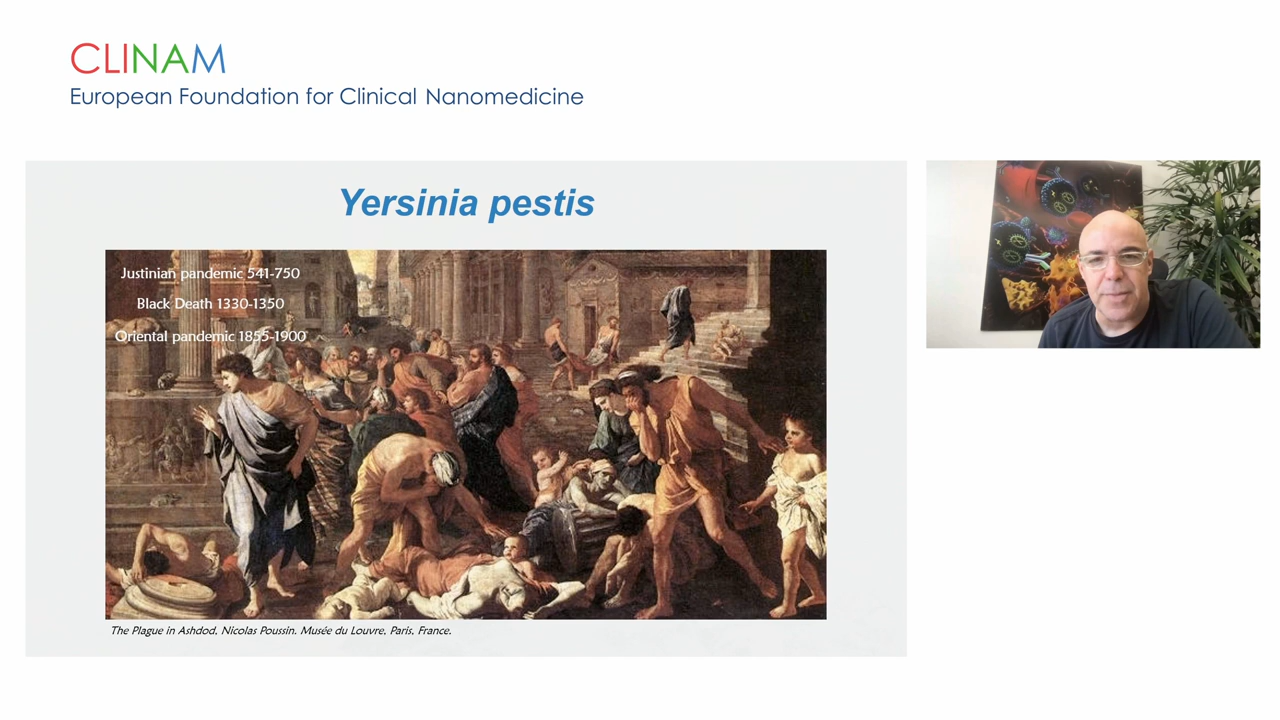 CLINAM
European Foundation for Clinical Nanomedicine
Yersinia pestis
Justinian pandemic 541-750
Black Death 1330-1350
Oriental pandemic 1855-1900
The Plague in Ashdod, Nicolas Poussin. Musée du Louvre, Paris, France.